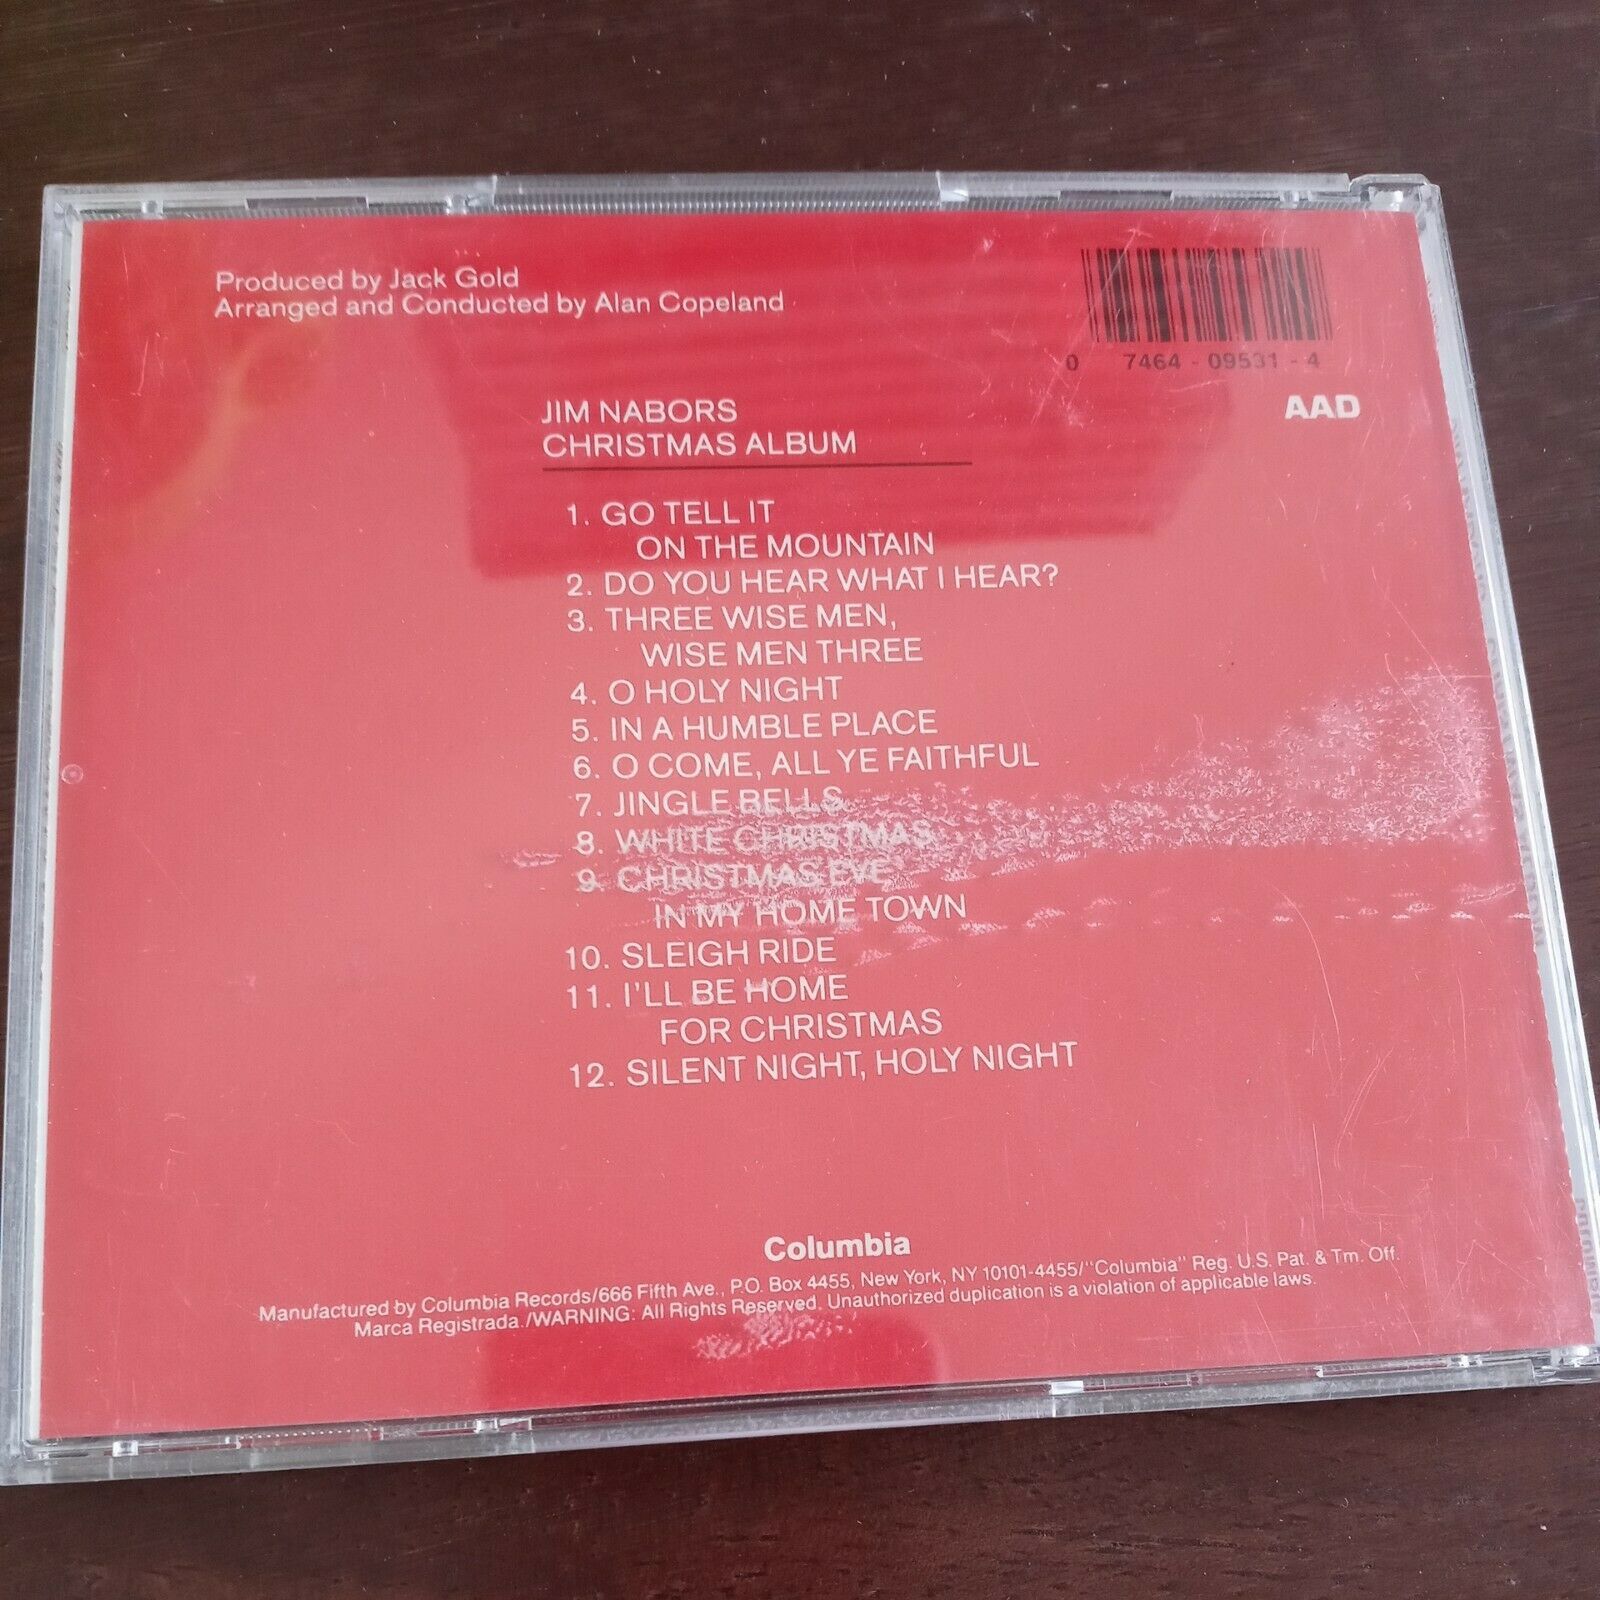 Produced by Jack Gold
Arranged and Conducted by Alan Copeland
0 7464 - 09531 - 4
AAD
JIM NABORS
CHRISTMAS ALBUM
1. GO TELL IT
ON THE MOUNTAIN
2. DO YOU HEAR WHAT I HEAR?
3. THREE WISE MEN,
WISE MEN THREE
4. O HOLY NIGHT
5. IN A HUMBLE PLACE
6. O COME, ALL YE FAITHFUL
7. JINGLE BELLS
8. WHITE CHRISTMAS
9. CHRISTMAS EVE
IN MY HOME TOWN
10. SLEIGH RIDE
11. I'LL BE HOME
FOR CHRISTMAS
12. SILENT NIGHT, HOLY NIGHT
Columbia
Manufactured by Columbia Records/666 Fifth Ave., P.O. Box 4455, New York, NY 10101-4455/"Columbia" Reg. U.S. Pat. & Tm. Off.
Marca Registrada./WARNING: All Rights Reserved. Unauthorized duplication is a violation of applicable laws.